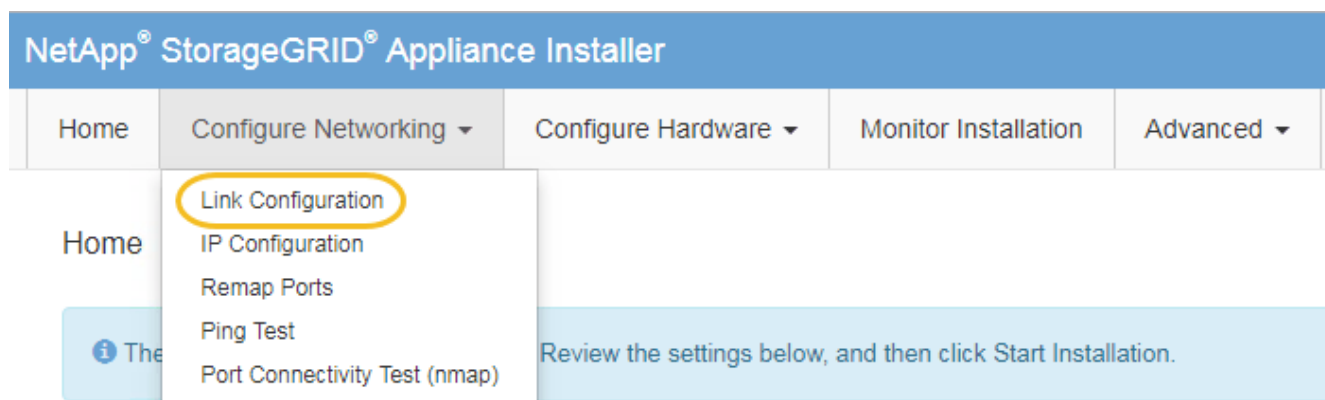 NetApp® StorageGRID® Appliance Installer
Home Configure Networking Configure Hardware Monitor Installation Advanced
Link Configuration
Home
IP Configuration
Remap Ports
Ping Test
The Review the settings below, and then click Start Installation.
Port Connectivity Test (nmap)